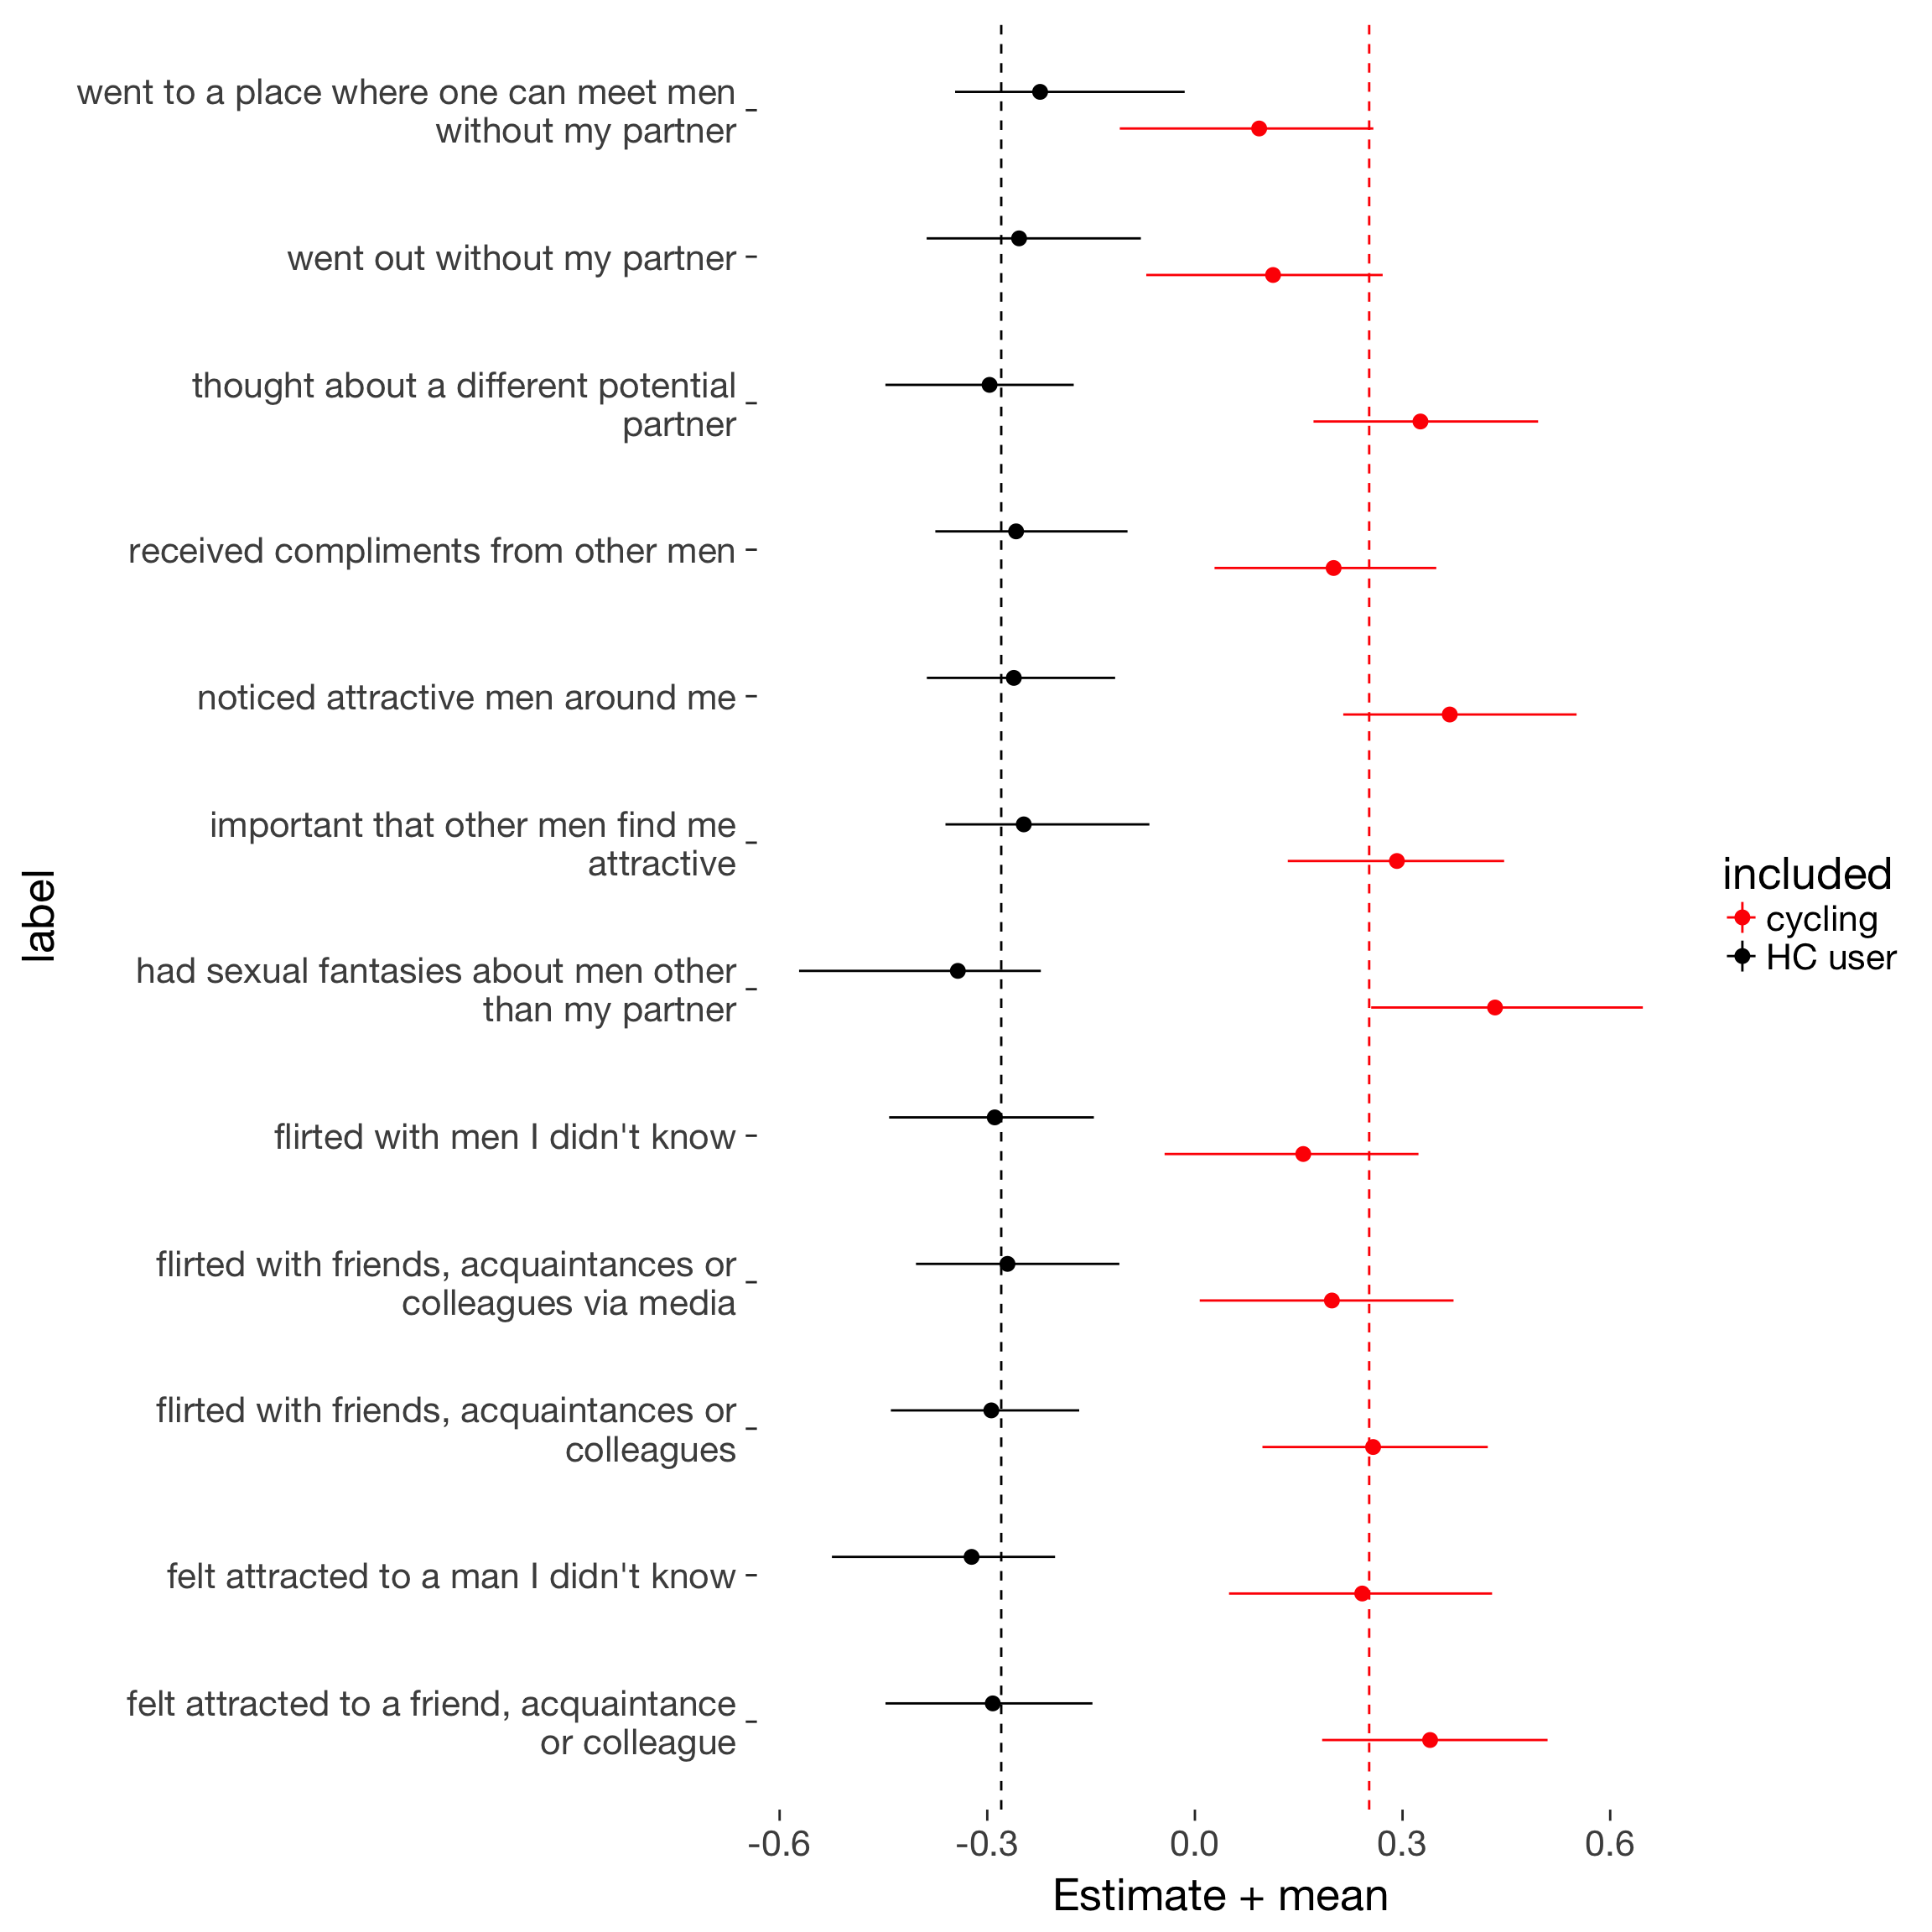 went to a place where one can meet men
without my partner
went out without my partner
thought about a different potential
partner
received compliments from other men
noticed attractive men around me
important that other men find me
attractive
had sexual fantasies about men other
than my partner
flirted with men I didn't know
flirted with friends, acquaintances or
colleagues via media
flirted with friends, acquaintances or
colleagues
felt attracted to a man I didn't know
felt attracted to a friend, acquaintance
or colleague
label
-0.6 -0.3 0.0 0.3 0.6
Estimate + mean
included
cycling
HC user